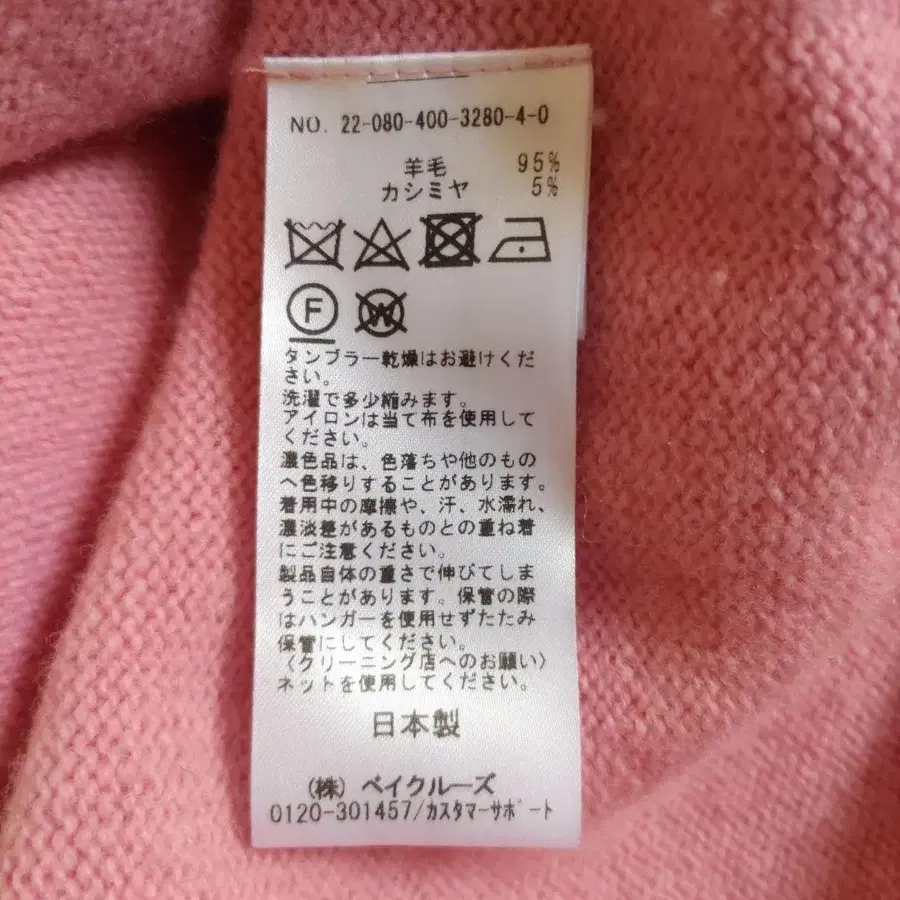 NO. 22-080-400-3280-4-0
羊毛 95%
カシミヤ 5%
F
W
タンブラー乾燥はお避けくだ
さい。
洗濯で多少縮みます。
アイロンは当て布を使用して
ください。
濃色品は、色落ちや他のもの
へ色移りすることがあります。
着用中の摩擦や、汗、水濡れ、
濃淡差があるものとの重ね着
にご注意ください。
製品自体の重さで伸びてしま
うことがあります。保管の際
はハンガーを使用せずたたみ
保管にしてください。
〈クリーニング店へのお願い〉
ネットを使用してください。
日本製
(株) ベイクルーズ
0120-301457/カスタマーサポート